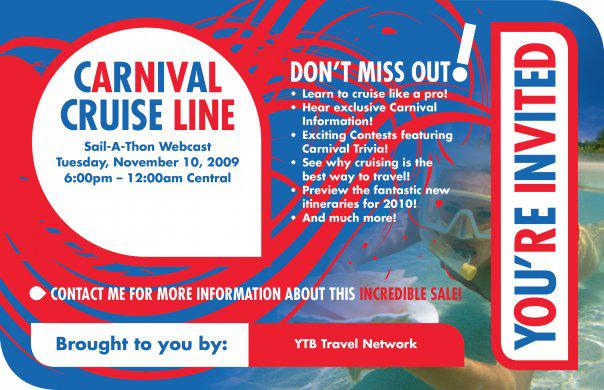 CARNIVAL
CRUISE LINE
Sail-A-Thon Webcast
Tuesday, November 10, 2009
6:00pm – 12:00am Central
DON'T MISS OUT!
• Learn to cruise like a pro!
• Hear exclusive Carnival
Information!
• Exciting Contests featuring
Carnival Trivia!
• See why cruising is the
best way to travel!
• Preview the fantastic new
itineraries for 2010!
• And much more!
YOU'RE INVITED
CONTACT ME FOR MORE INFORMATION ABOUT THIS INCREDIBLE SALE!
Brought to you by:
YTB Travel Network